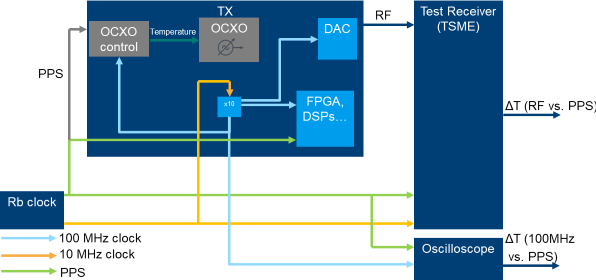 TX
RF
Test Receiver
(TSME)
OCXO
control
Temperature
OCXO
DAC
PPS
x10
FPGA,
DSPs...
ΔT (RF vs. PPS)
Rb clock
100 MHz clock
10 MHz clock
PPS
Oscilloscope
ΔT (100MHz
vs. PPS)